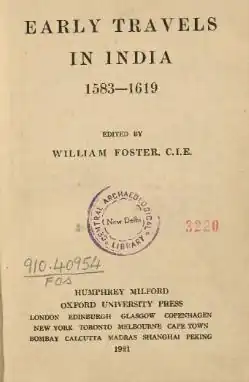 EARLY TRAVELS
IN INDIA
1583—1619
EDITED BY
WILLIAM FOSTER, C.I.E.
CENTRAL ARCHAEOLOGICAL
(New Delhi)
LIBRARY
3220
910.40954
FOS
HUMPHREY MILFORD
OXFORD UNIVERSITY PRESS
LONDON EDINBURGH GLASGOW COPENHAGEN
NEW YORK TORONTO MELBOURNE CAPE TOWN
BOMBAY CALCUTTA MADRAS SHANGHAI PEKING
1921